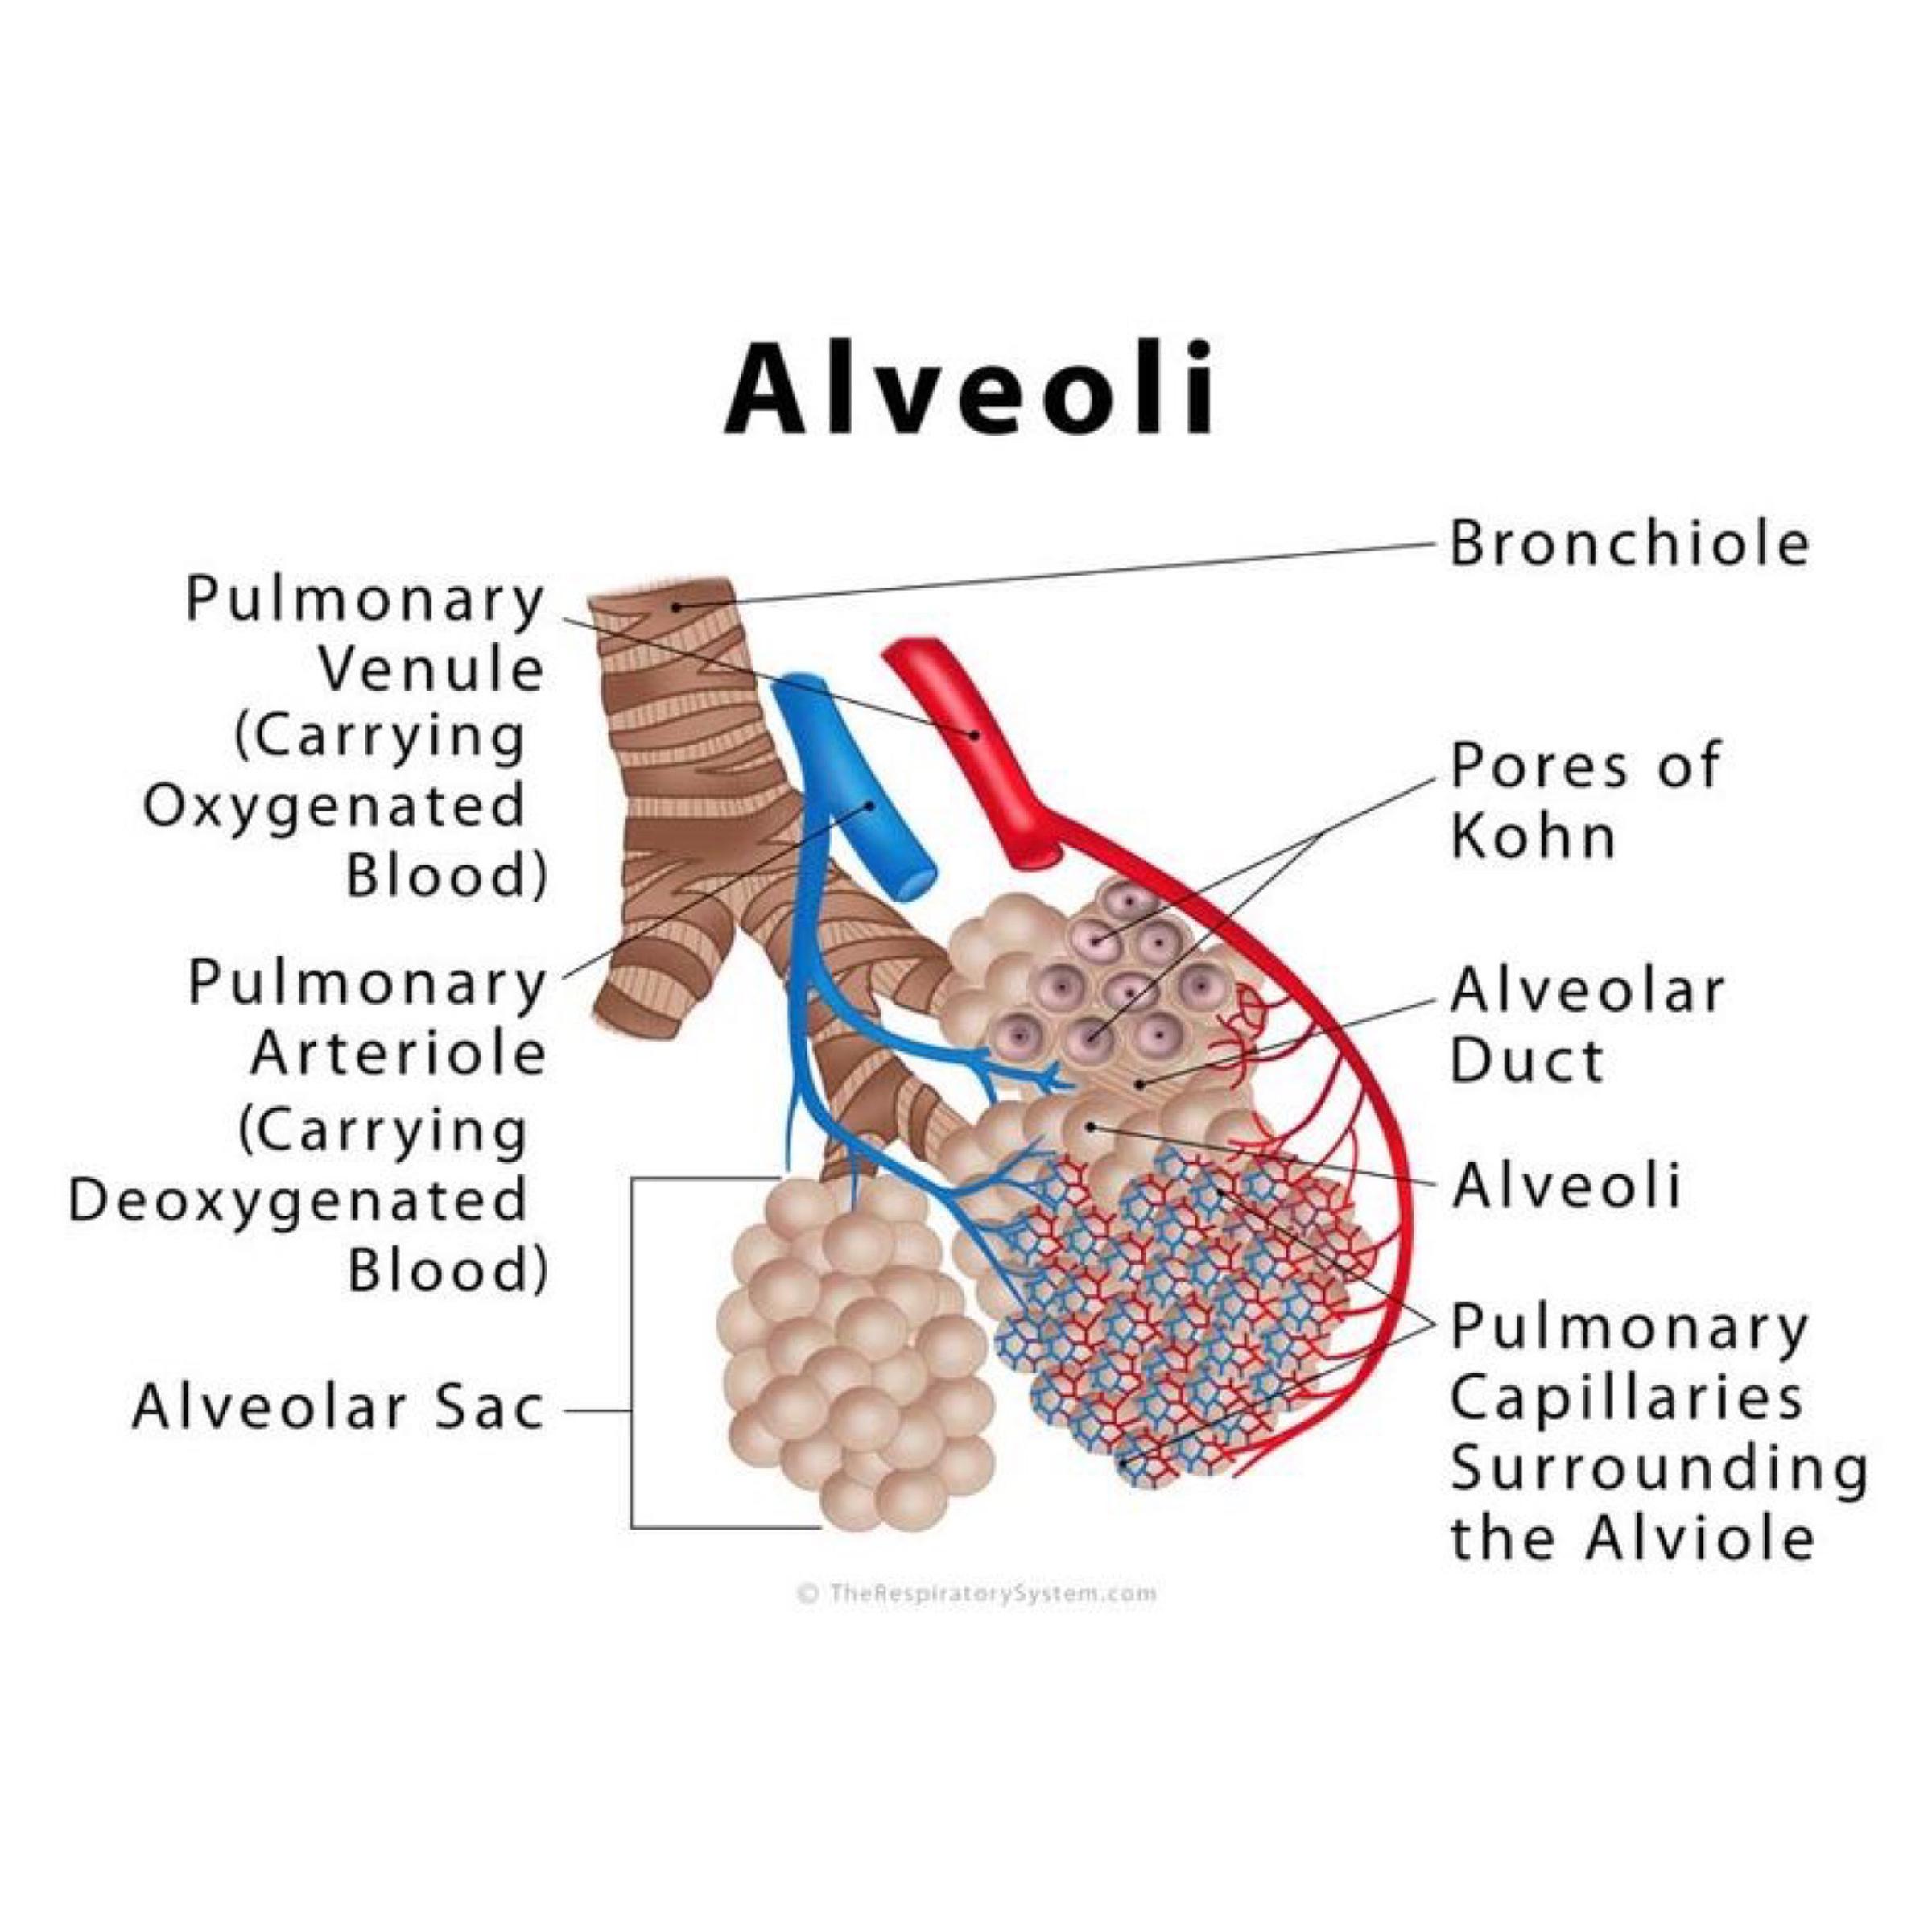 Alveoli
Bronchiole
Pulmonary
Venule
(Carrying
Oxygenated
Blood)
Pores of
Kohn
Pulmonary
Arteriole
(Carrying
Deoxygenated
Blood)
Alveolar
Duct
Alveoli
Alveolar Sac
Pulmonary
Capillaries
Surrounding
the Alviole
© TheRespiratorySystem.com